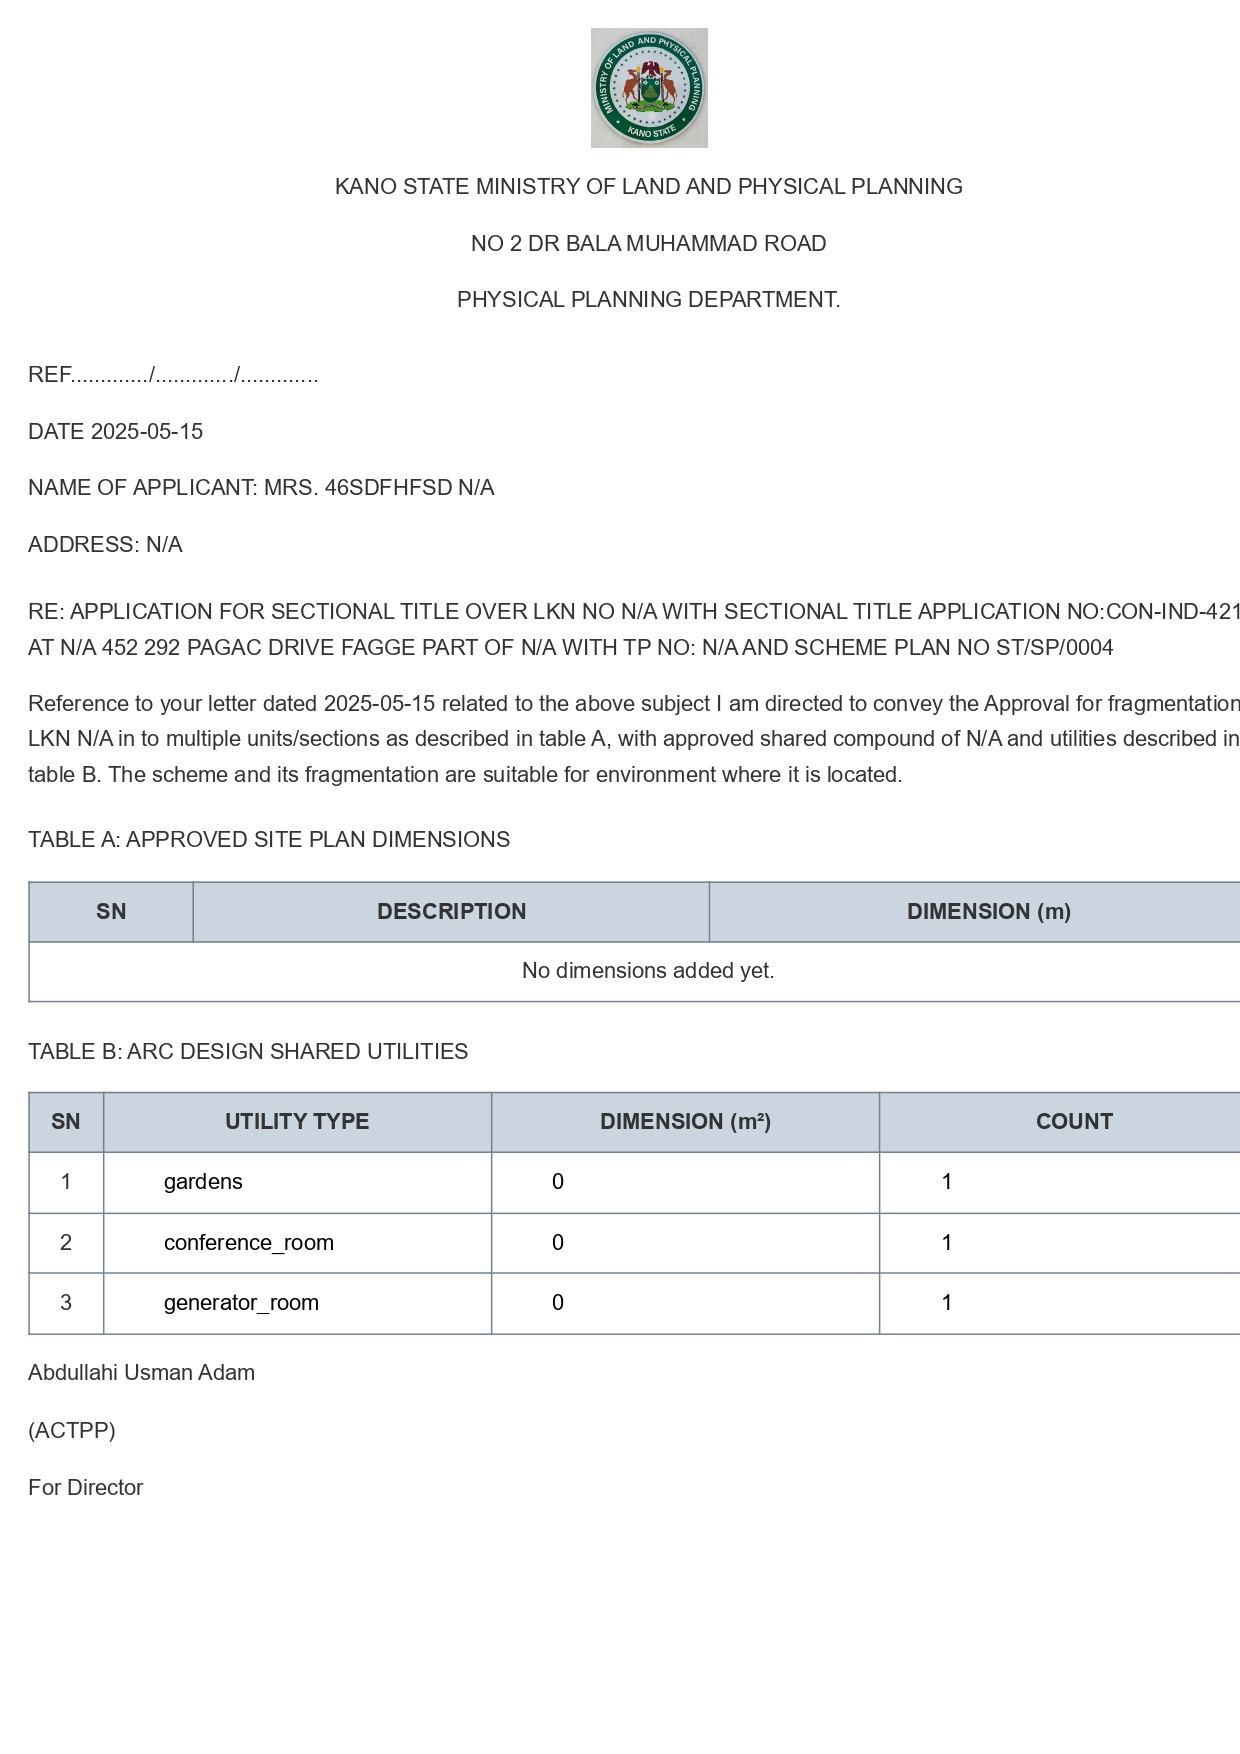 MINISTRY OF LAND AND PHYSICAL PLANNING
KANO STATE
KANO STATE MINISTRY OF LAND AND PHYSICAL PLANNING
NO 2 DR BALA MUHAMMAD ROAD
PHYSICAL PLANNING DEPARTMENT.
REF............./............./.............
DATE 2025-05-15
NAME OF APPLICANT: MRS. 46SDFHFSD N/A
ADDRESS: N/A
RE: APPLICATION FOR SECTIONAL TITLE OVER LKN NO N/A WITH SECTIONAL TITLE APPLICATION NO:CON-IND-421
AT N/A 452 292 PAGAC DRIVE FAGGE PART OF N/A WITH TP NO: N/A AND SCHEME PLAN NO ST/SP/0004
Reference to your letter dated 2025-05-15 related to the above subject I am directed to convey the Approval for fragmentation
LKN N/A in to multiple units/sections as described in table A, with approved shared compound of N/A and utilities described in
table B. The scheme and its fragmentation are suitable for environment where it is located.
TABLE A: APPROVED SITE PLAN DIMENSIONS
SN DESCRIPTION DIMENSION (m)
No dimensions added yet.
TABLE B: ARC DESIGN SHARED UTILITIES
SN UTILITY TYPE DIMENSION (m²) COUNT
1 gardens 0 1
2 conference_room 0 1
3 generator_room 0 1
Abdullahi Usman Adam
(ACTPP)
For Director